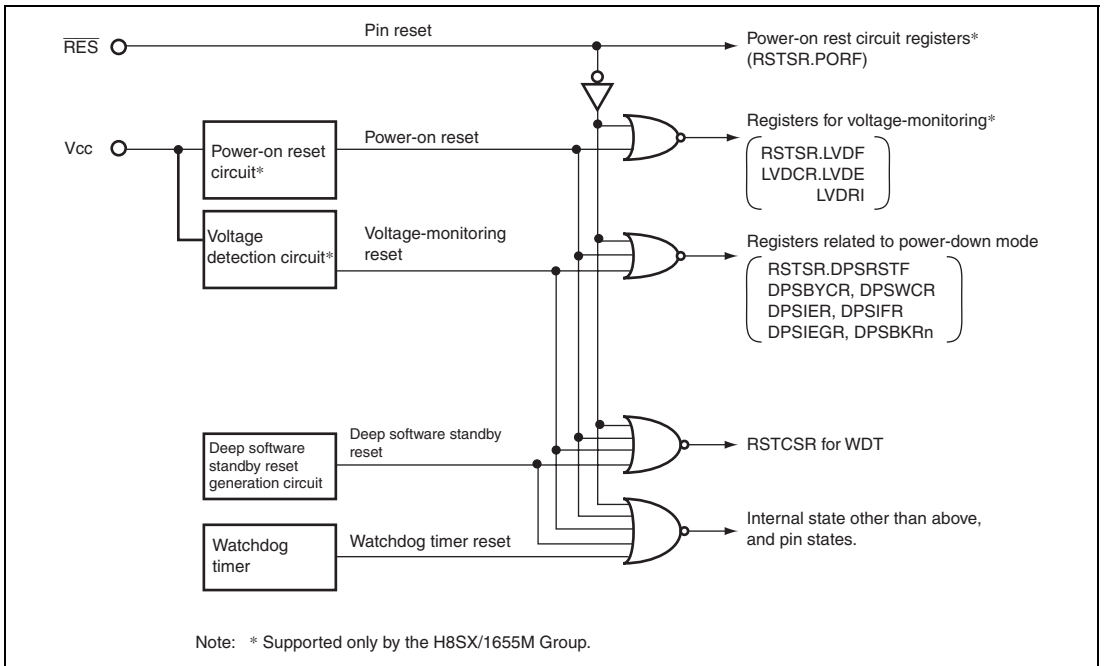 RES
Pin reset
Power-on rest circuit registers*
(RSTSR.PORF)
Vcc
Power-on reset
circuit*
Power-on reset
Registers for voltage-monitoring*
RSTSR.LVDF
LVDCR.LVDE
LVDRI
Voltage
detection circuit*
Voltage-monitoring
reset
Registers related to power-down mode
RSTSR.DPSRSTF
DPSBYCR, DPSWCR
DPSIER, DPSIFR
DPSIEGR, DPSBKRn
Deep software
standby reset
generation circuit
Deep software standby
reset
RSTCSR for WDT
Watchdog
timer
Watchdog timer reset
Internal state other than above,
and pin states.
Note: * Supported only by the H8SX/1655M Group.